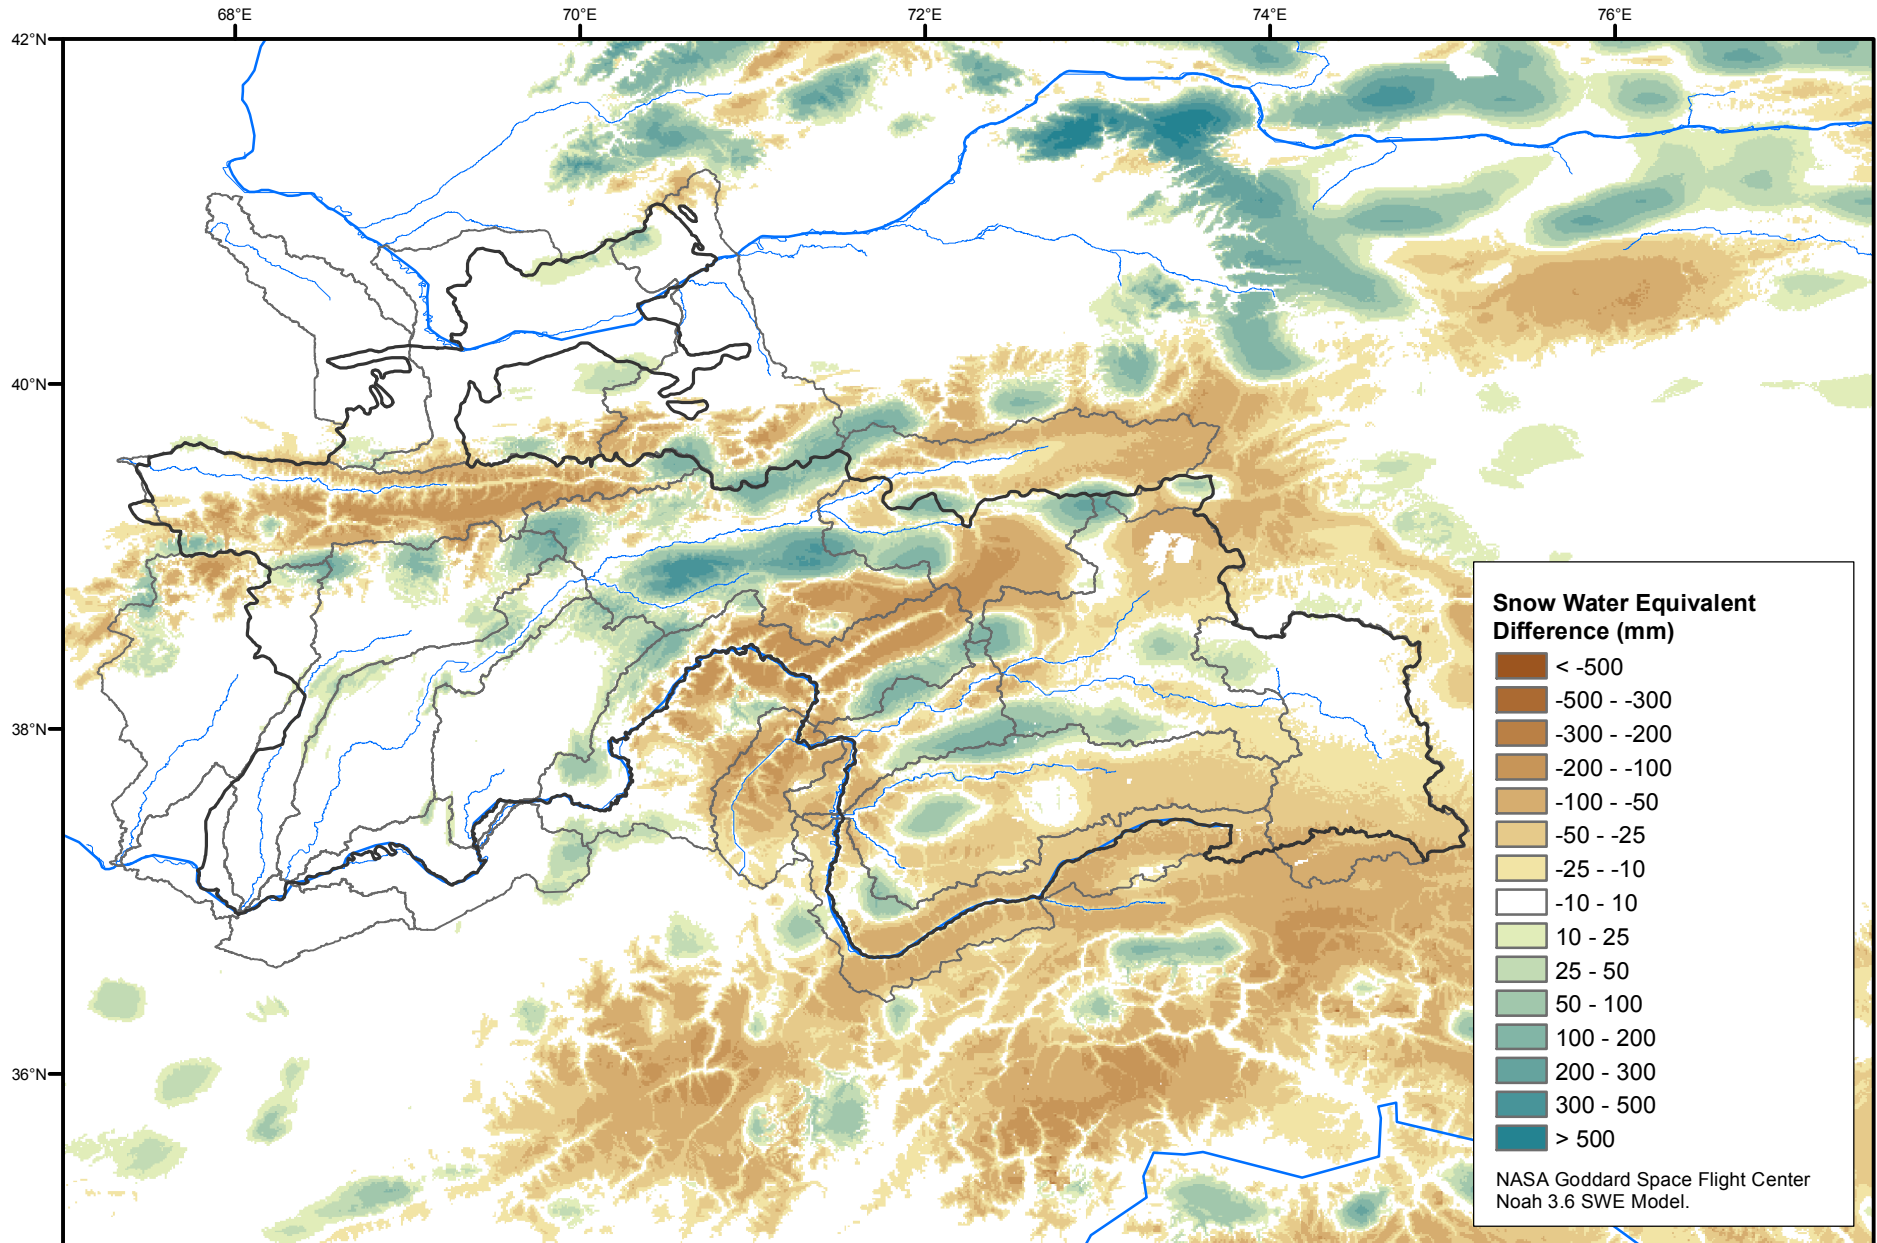 68°E
70°E
72°E
74°E
76°E
42°N
40°N
38°N
36°N
Snow Water Equivalent
Difference (mm)
< -500
-500 - -300
-300 - -200
-200 - -100
-100 - -50
-50 - -25
-25 - -10
-10 - 10
10 - 25
25 - 50
50 - 100
100 - 200
200 - 300
300 - 500
> 500
NASA Goddard Space Flight Center
Noah 3.6 SWE Model.